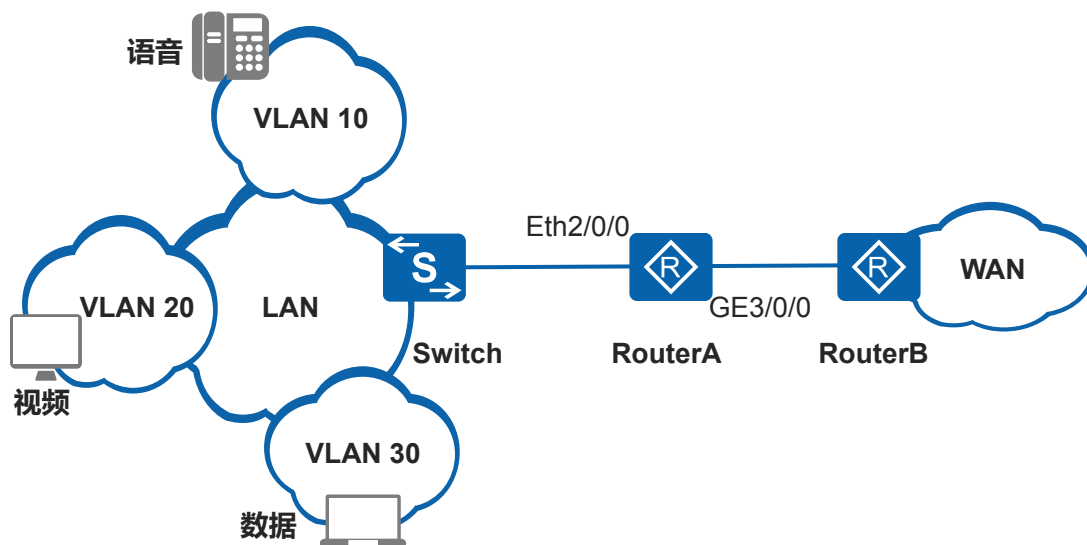 语音
VLAN 10
Eth2/0/0
S
R
R
WAN
VLAN 20
LAN
GE3/0/0
Switch
RouterA
RouterB
视频
VLAN 30
数据